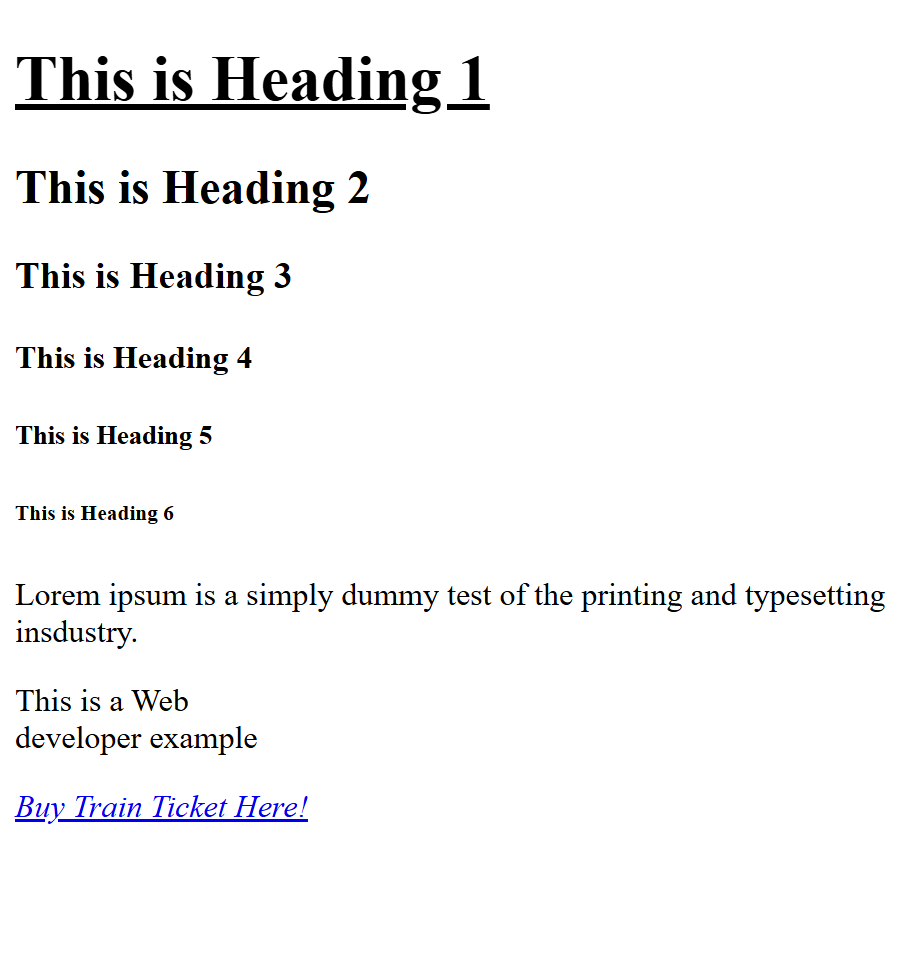 This is Heading 1
This is Heading 2
This is Heading 3
This is Heading 4
This is Heading 5
This is Heading 6
Lorem ipsum is a simply dummy test of the printing and typesetting
insdustry.
This is a Web
developer example
Buy Train Ticket Here!